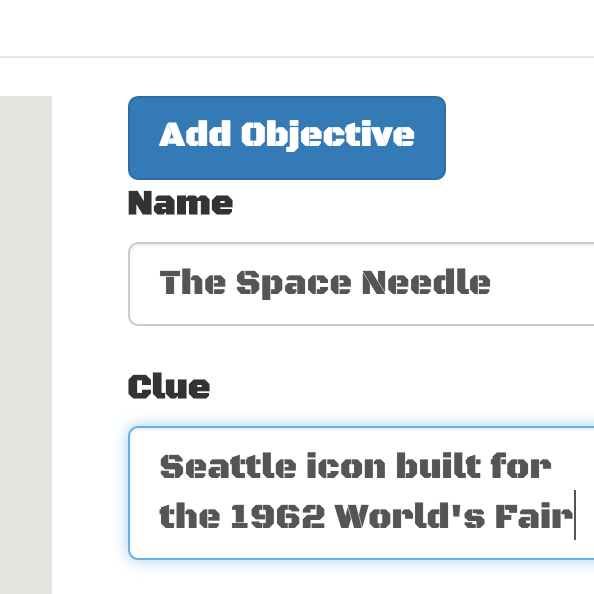 Add Objective
Name
The Space Needle
Clue
Seattle icon built for
the 1962 World's Fair